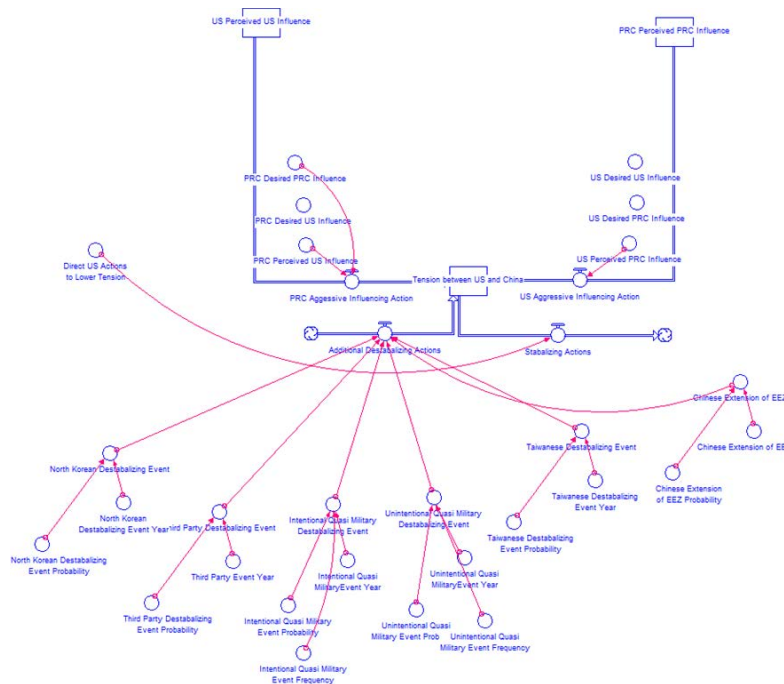 US Perceived US Influence
PRC Perceived PRC Influence
PRC Desired PRC Influence
US Desired US Influence
PRC Desired US Influence
US Desired PRC Influence
PRC Perceived US Influence
US Perceived PRC Influence
Direct US Actions
to Lower Tension
Tension between US and China
PRC Aggessive Influencing Action
US Aggressive Influencing Action
Additional Destabalizing Actions
Stabalizing Actions
Chinese Extension of EEZ
Taiwanese Destabalizing Event
Chinese Extension of EE
North Korean Destabalizing Event
Chinese Extension
of EEZ Probability
Taiwanese Destabalizing
Event Year
North Korean
Destabalizing Event Year
hird Party Destabalizing Event
Intentional Quasi Military
Destabalizing Event
Unintentional Quasi Military
Destabalizing Event
Taiwanese Destabalizing
Event Probability
North Korean Destabalizing
Event Probability
Third Party Event Year
Intentional Quasi
MilitaryEvent Year
Unintentional Quasi
MilitaryEvent Year
Third Party Destabalizing
Event Probability
Intentional Quasi Military
Event Probability
Unintentional Quasi
Military Event Prob
Unintentional Quasi
Military Event Frequency
Intentional Quasi Military
Event Frequency